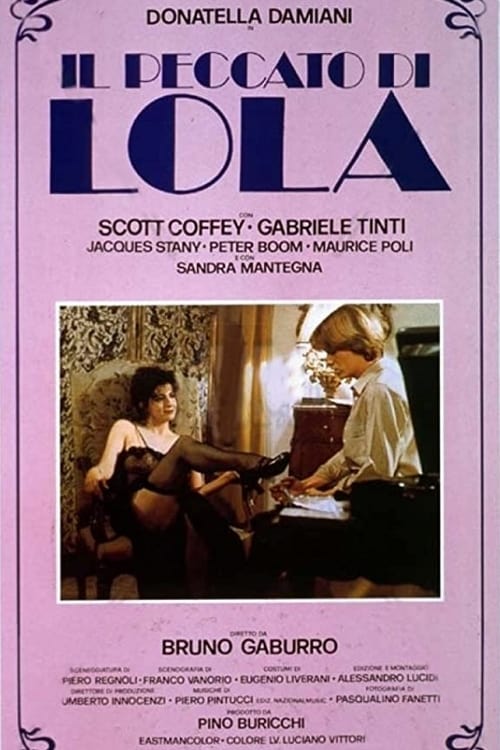 DONATELLA DAMIANI
IN
IL PECCATO DI
LOLA
CON
SCOTT COFFEY · GABRIELE TINTI
JACQUES STANY · PETER BOOM · MAURICE POLI
E CON
SANDRA MANTEGNA
DIRETTO DA
BRUNO GABURRO
SCENEGGIATURA DI SCENOGRAFIA DI COSTUMI DI EDIZIONE E MONTAGGIO
PIERO REGNOLI · FRANCO VANORIO · EUGENIO LIVERANI · ALESSANDRO LUCIDI
DIRETTORE DI PRODUZIONE MUSICHE DI FOTOGRAFIA DI
UMBERTO INNOCENZI · PIERO PINTUCCI EDIZ. NAZIONALMUSIC · PASQUALINO FANETTI
PRODOTTO DA
PINO BURICCHI
EASTMANCOLOR · COLORE LV. LUCIANO VITTORI